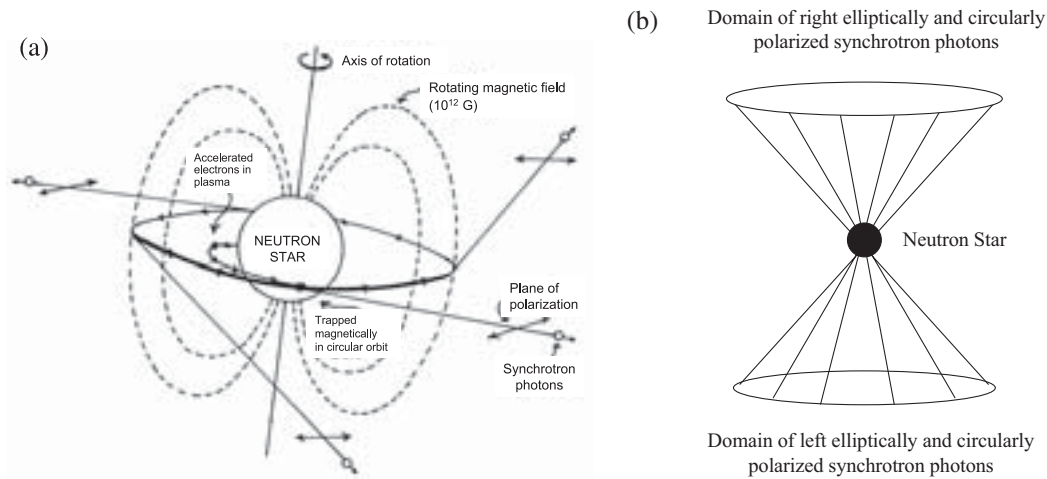 (a)
Axis of rotation
Rotating magnetic field
(10¹² G)
Accelerated
electrons in
plasma
NEUTRON
STAR
Plane of
polarization
Trapped
magnetically
in circular orbit
Synchrotron
photons
(b)
Domain of right elliptically and circularly
polarized synchrotron photons
Neutron Star
Domain of left elliptically and circularly
polarized synchrotron photons